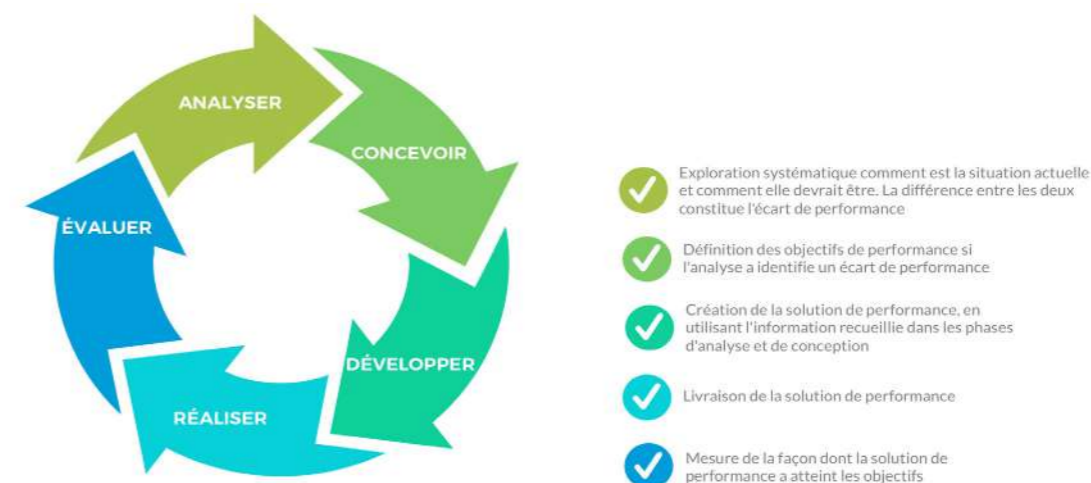 ANALYSER
CONCEVOIR
DÉVELOPPER
RÉALISER
ÉVALUER
Exploration systématique comment est la situation actuelle
et comment elle devrait être. La différence entre les deux
constitue l'écart de performance
Définition des objectifs de performance si
l'analyse a identifie un écart de performance
Création de la solution de performance, en
utilisant l'information recueillie dans les phases
d'analyse et de conception
Livraison de la solution de performance
Mesure de la façon dont la solution de
performance a atteint les objectifs